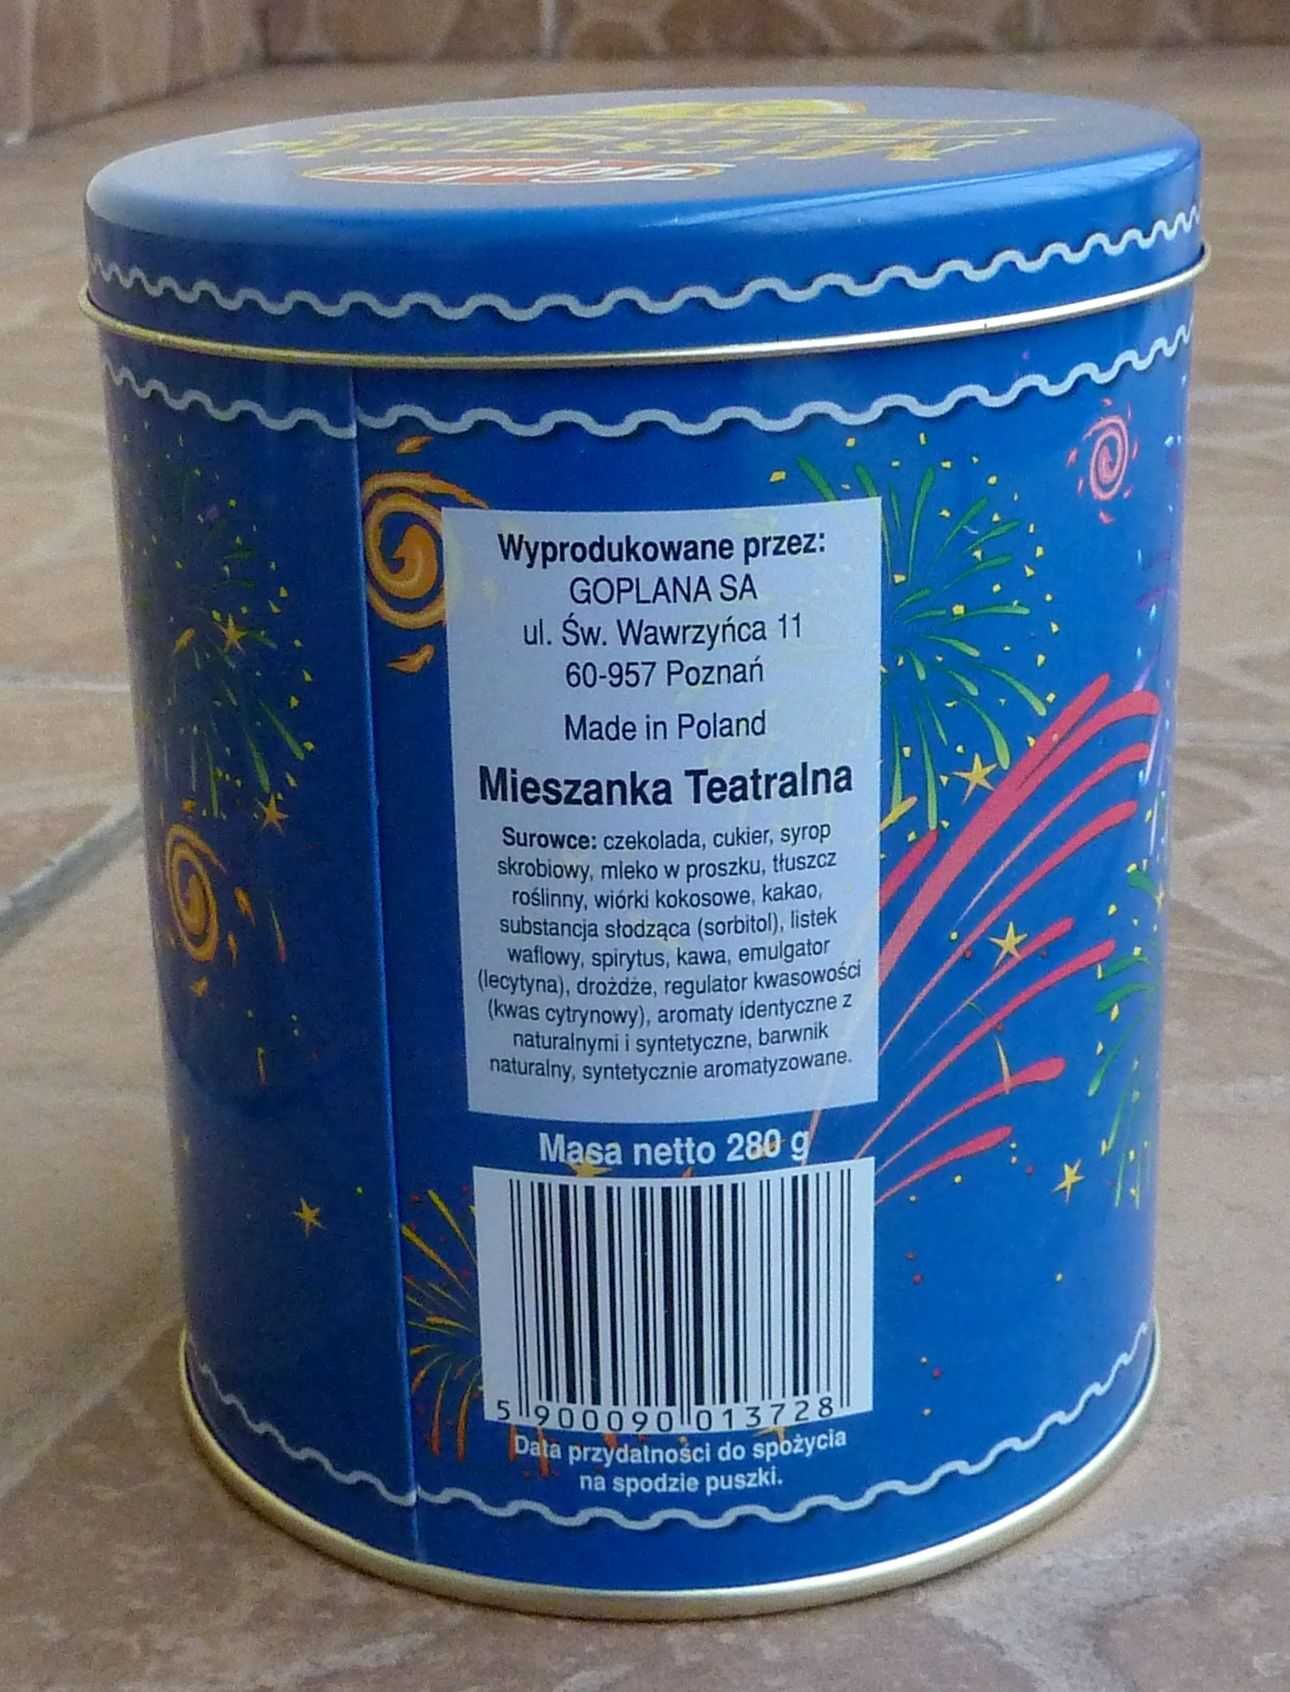 Goplana
Wyprodukowane przez:
GOPLANA SA
ul. Św. Wawrzyńca 11
60-957 Poznań
Made in Poland
Mieszanka Teatralna
Surowce: czekolada, cukier, syrop
skrobiowy, mleko w proszku, tłuszcz
roślinny, wiórki kokosowe, kakao,
substancja słodząca (sorbitol), listek
waflowy, spirytus, kawa, emulgator
(lecytyna), drożdże, regulator kwasowości
(kwas cytrynowy), aromaty identyczne z
naturalnymi i syntetyczne, barwnik
naturalny, syntetycznie aromatyzowane.
Masa netto 280 g
5 900090 013728
Data przydatności do spożycia
na spodzie puszki.